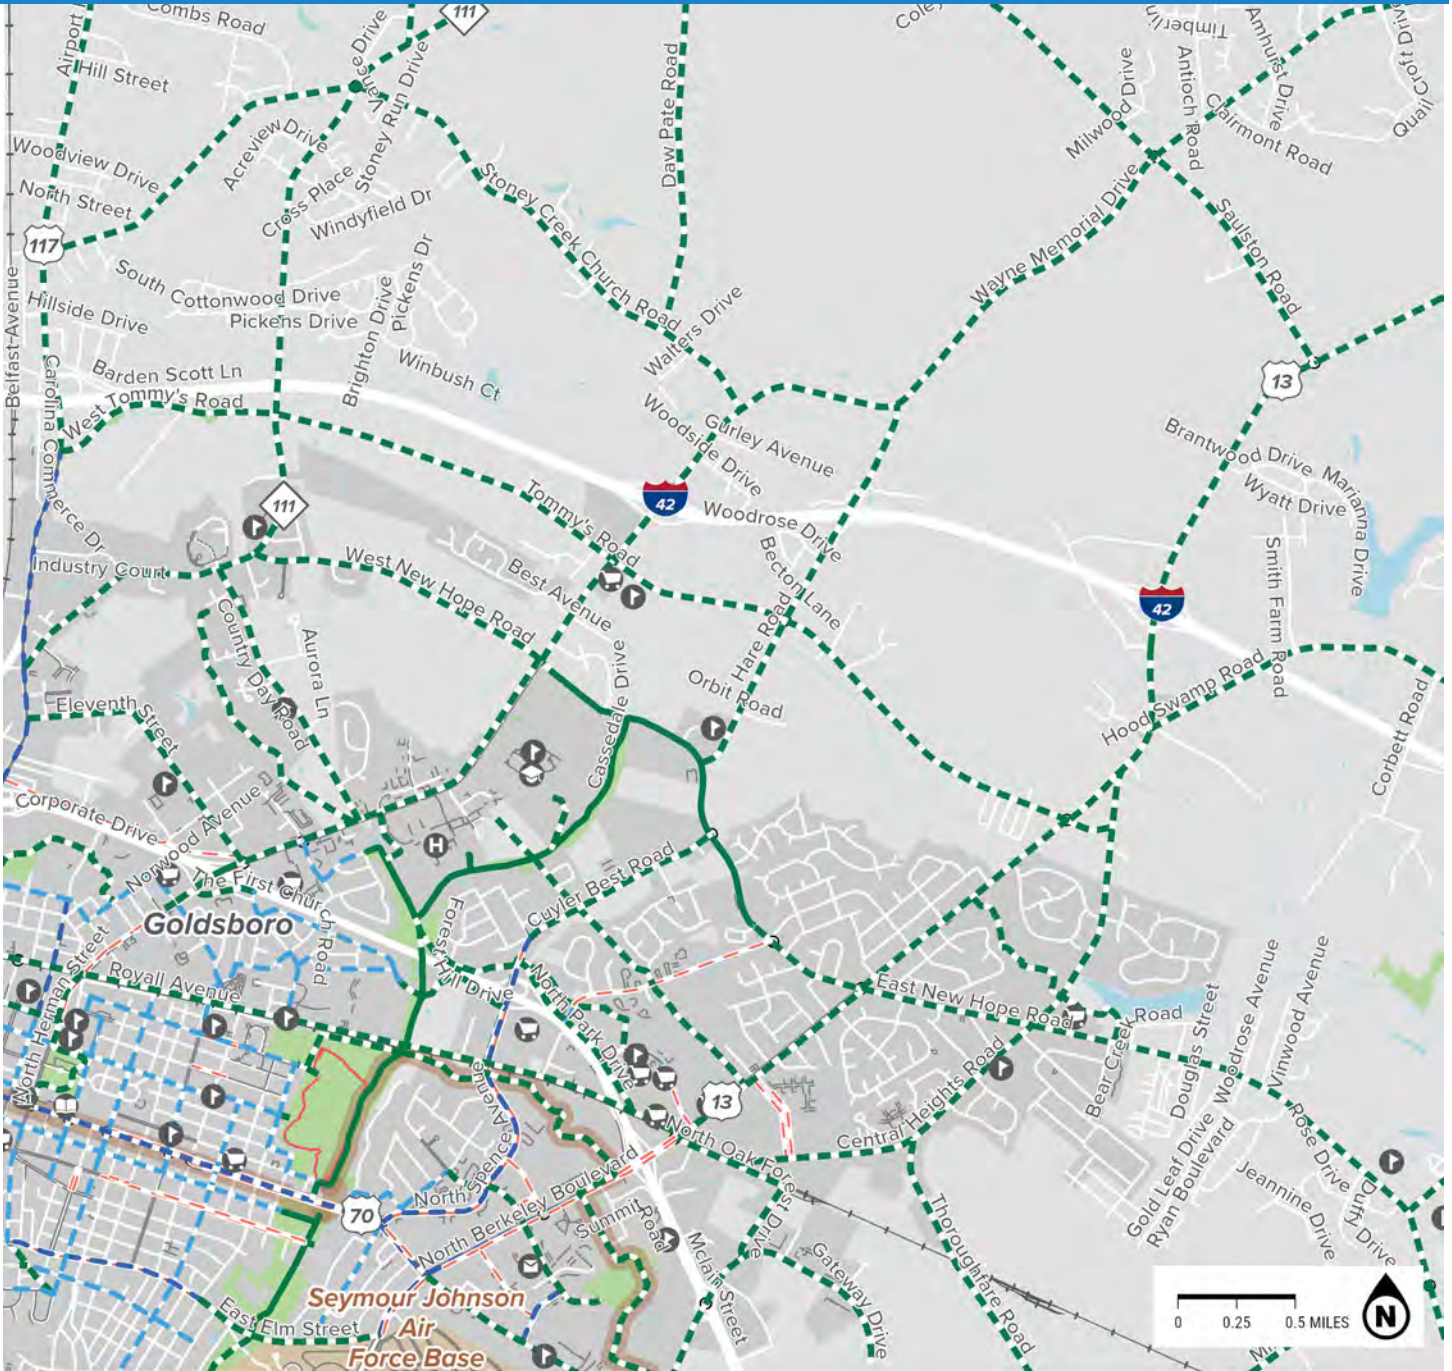 Combs Road
111
Vance Drive
Airport
Hill Street
Stoney Run Drive
Daw Pate Road
Coley
Timberlin
Amhurst Drive
Quail Croft Drive
Milwood Drive
Antioch Road
Clairmont Road
Woodview Drive
Acreview Drive
North Street
Cross Place
Windyfield Dr
Stoney Creek Church Road
117
Wayne Memorial Drive
Saulston Road
South Cottonwood Drive
Pickens Drive
Pickens Dr
Brighton Drive
Hillside Drive
Belfast Avenue
Walters Drive
Barden Scott Ln
West Tommy's Road
Winbush Ct
13
Carolina Commerce Dr
Woodside Drive
Gurley Avenue
Brantwood Drive
Marianna Drive
Wyatt Drive
111
Tommy's Road
42
Woodrose Drive
Becton Lane
Smith Farm Road
Industry Court
West New Hope Road
Best Avenue
42
Country Day Road
Aurora Ln
Hare Road
Orbit Road
Cassedale Drive
Hood Swamp Road
Eleventh Street
Corbett Road
Corporate Drive
Norwood Avenue
H
Cuyler Best Road
The First Church Road
Goldsboro
Forest Hill Drive
Royall Avenue
North Herman Street
North Park Drive
East New Hope Road
Bear Creek Road
Douglas Street
Woodrose Avenue
Vinwood Avenue
13
Central Heights Road
North Spence Avenue
North Oak Forest Drive
Rose Drive
Gold Leaf Drive
Ryan Boulevard
Jeannine Drive
Duffy Drive
70
North Berkeley Boulevard
Summit Road
Mclain Street
Gateway Drive
Thoroughfare Road
Seymour Johnson
Air
Force Base
East Elm Street
0 0.25 0.5 MILES
N